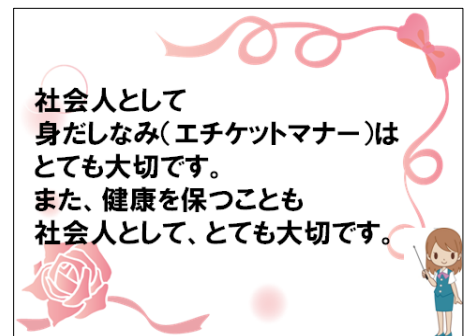 社会人として
身だしなみ(エチケットマナー)は
とても大切です。
また、健康を保つことも
社会人として、とても大切です。